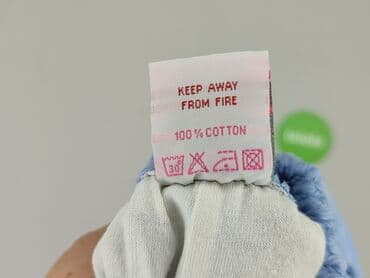 KEEP AWAY
FROM FIRE
100% COTTON
30